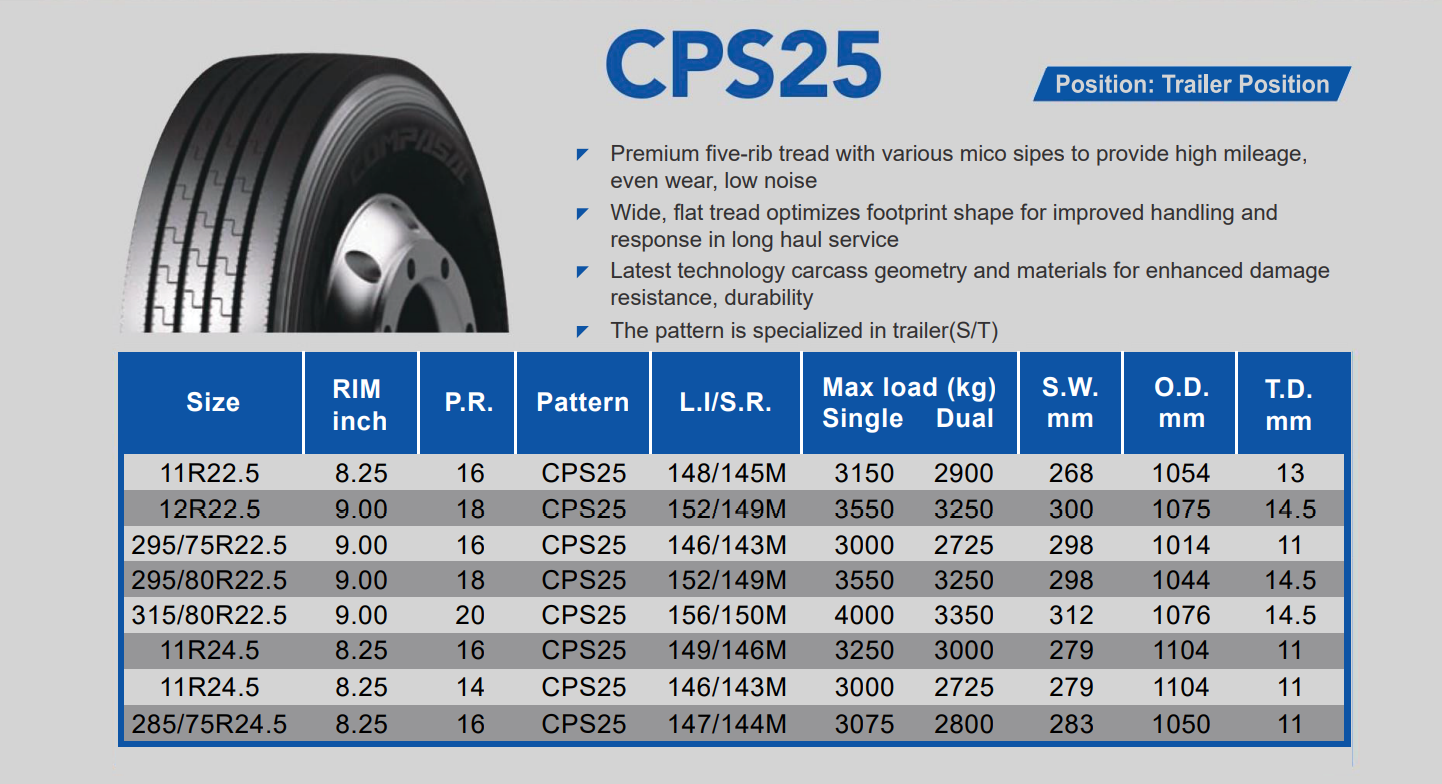 CPS25
Position: Trailer Position
COMPASAL
Premium five-rib tread with various mico sipes to provide high mileage,
even wear, low noise
Wide, flat tread optimizes footprint shape for improved handling and
response in long haul service
Latest technology carcass geometry and materials for enhanced damage
resistance, durability
The pattern is specialized in trailer(S/T)
Size RIM inch P.R. Pattern L.I/S.R. Max load (kg) Single Dual S.W. mm O.D. mm T.D. mm
11R22.5 8.25 16 CPS25 148/145M 3150 2900 268 1054 13
12R22.5 9.00 18 CPS25 152/149M 3550 3250 300 1075 14.5
295/75R22.5 9.00 16 CPS25 146/143M 3000 2725 298 1014 11
295/80R22.5 9.00 18 CPS25 152/149M 3550 3250 298 1044 14.5
315/80R22.5 9.00 20 CPS25 156/150M 4000 3350 312 1076 14.5
11R24.5 8.25 16 CPS25 149/146M 3250 3000 279 1104 11
11R24.5 8.25 14 CPS25 146/143M 3000 2725 279 1104 11
285/75R24.5 8.25 16 CPS25 147/144M 3075 2800 283 1050 11